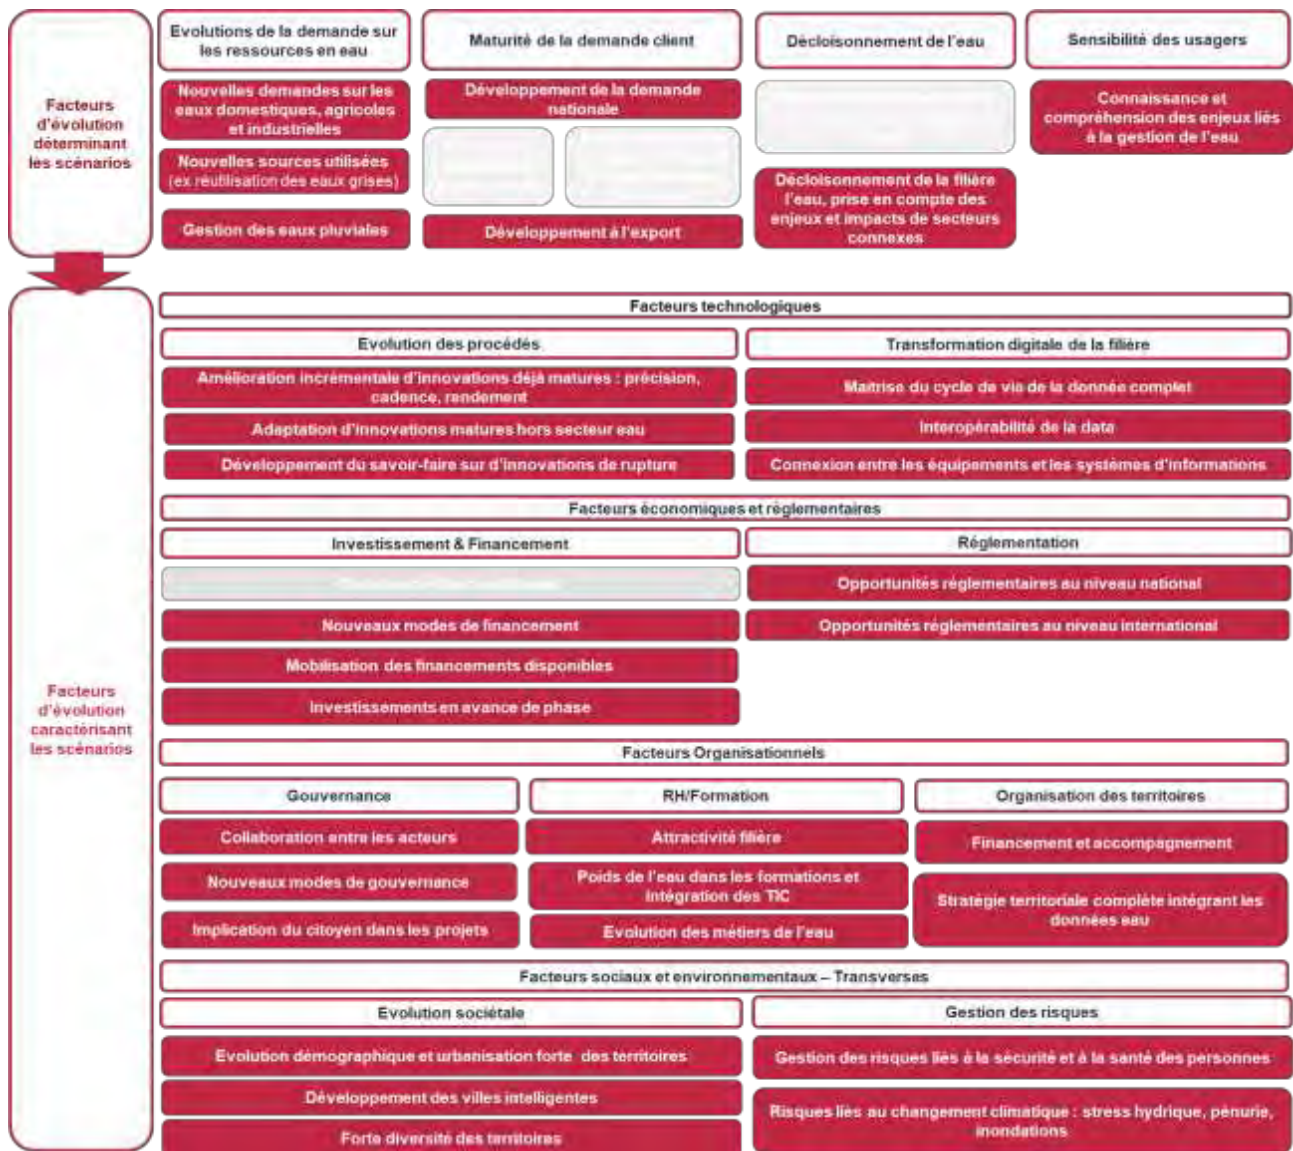 Facteurs
d'évolution
déterminant
les scénarios
Evolutions de la demande sur
les ressources en eau
Nouvelles demandes sur les
eaux domestiques, agricoles
et industrielles
Nouvelles sources utilisées
(ex réutilisation des eaux grises)
Gestion des eaux pluviales
Maturité de la demande client
Développement de la demande
nationale
Développement à l'export
Décloisonnement de l'eau
Décloisonnement de la filière
l'eau, prise en compte des
enjeux et impacts de secteurs
connexes
Sensibilité des usagers
Connaissance et
compréhension des enjeux liés
à la gestion de l'eau
Facteurs
d'évolution
caractérisant
les scénarios
Facteurs technologiques
Evolution des procédés
Amélioration incrémentale d'innovations déjà matures : précision,
cadence, rendement
Adaptation d'innovations matures hors secteur eau
Développement du savoir-faire sur d'innovations de rupture
Transformation digitale de la filière
Maîtrise du cycle de vie de la donnée complet
Interopérabilité de la data
Connexion entre les équipements et les systèmes d'informations
Facteurs économiques et réglementaires
Investissement & Financement
Nouveaux modes de financement
Mobilisation des financements disponibles
Investissements en avance de phase
Réglementation
Opportunités réglementaires au niveau national
Opportunités réglementaires au niveau international
Facteurs Organisationnels
Gouvernance
Collaboration entre les acteurs
Nouveaux modes de gouvernance
Implication du citoyen dans les projets
RH/Formation
Attractivité filière
Poids de l'eau dans les formations et
intégration des TIC
Evolution des métiers de l'eau
Organisation des territoires
Financement et accompagnement
Stratégie territoriale complète intégrant les
données eau
Facteurs sociaux et environnementaux – Transverses
Evolution sociétale
Evolution démographique et urbanisation forte des territoires
Développement des villes intelligentes
Forte diversité des territoires
Gestion des risques
Gestion des risques liés à la sécurité et à la santé des personnes
Risques liés au changement climatique : stress hydrique, pénurie,
inondations